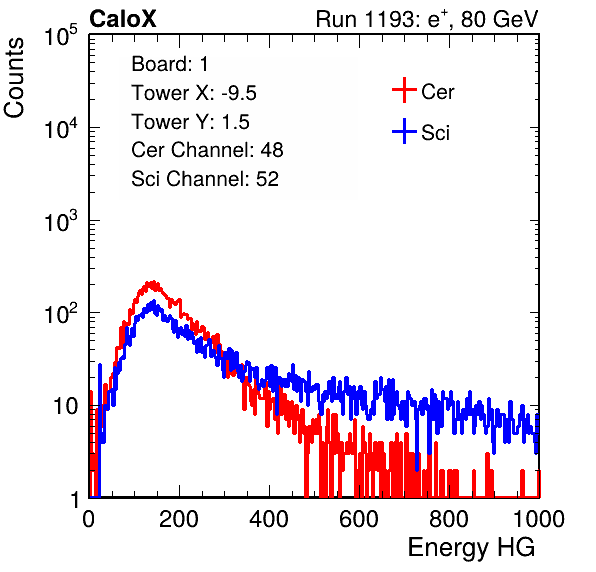 CaloX Run 1193: e⁺, 80 GeV
Counts
Board: 1
Tower X: -9.5
Tower Y: 1.5
Cer Channel: 48
Sci Channel: 52
Cer
Sci
10⁵
10⁴
10³
10²
10
1
0 200 400 600 800 1000
Energy HG